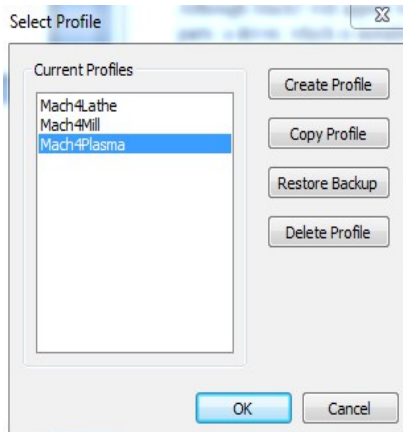 Select Profile
Current Profiles
Mach4Lathe
Mach4Mill
Mach4Plasma
Create Profile
Copy Profile
Restore Backup
Delete Profile
OK
Cancel